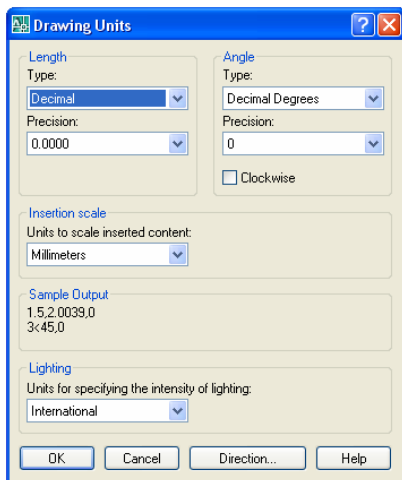 Drawing Units
Length
Type:
Decimal
Precision:
0.0000
Angle
Type:
Decimal Degrees
Precision:
0
Clockwise
Insertion scale
Units to scale inserted content:
Millimeters
Sample Output
1.5,2.0039,0
3<45,0
Lighting
Units for specifying the intensity of lighting:
International
OK Cancel Direction... Help